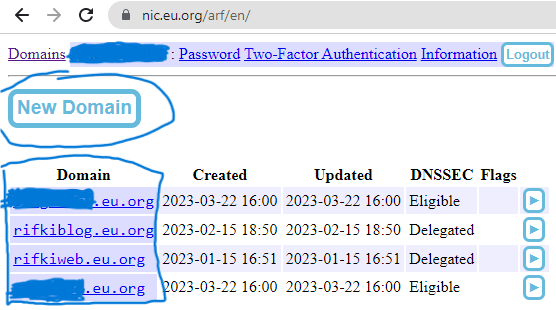 nic.eu.org/arf/en/
Domains : Password Two-Factor Authentication Information Logout
New Domain
Domain Created Updated DNSSEC Flags
.eu.org 2023-03-22 16:00 2023-03-22 16:00 Eligible
rifkiblog.eu.org 2023-02-15 18:50 2023-02-15 18:50 Delegated
rifkiweb.eu.org 2023-01-15 16:51 2023-01-15 16:51 Delegated
.eu.org 2023-03-22 16:00 2023-03-22 16:00 Eligible